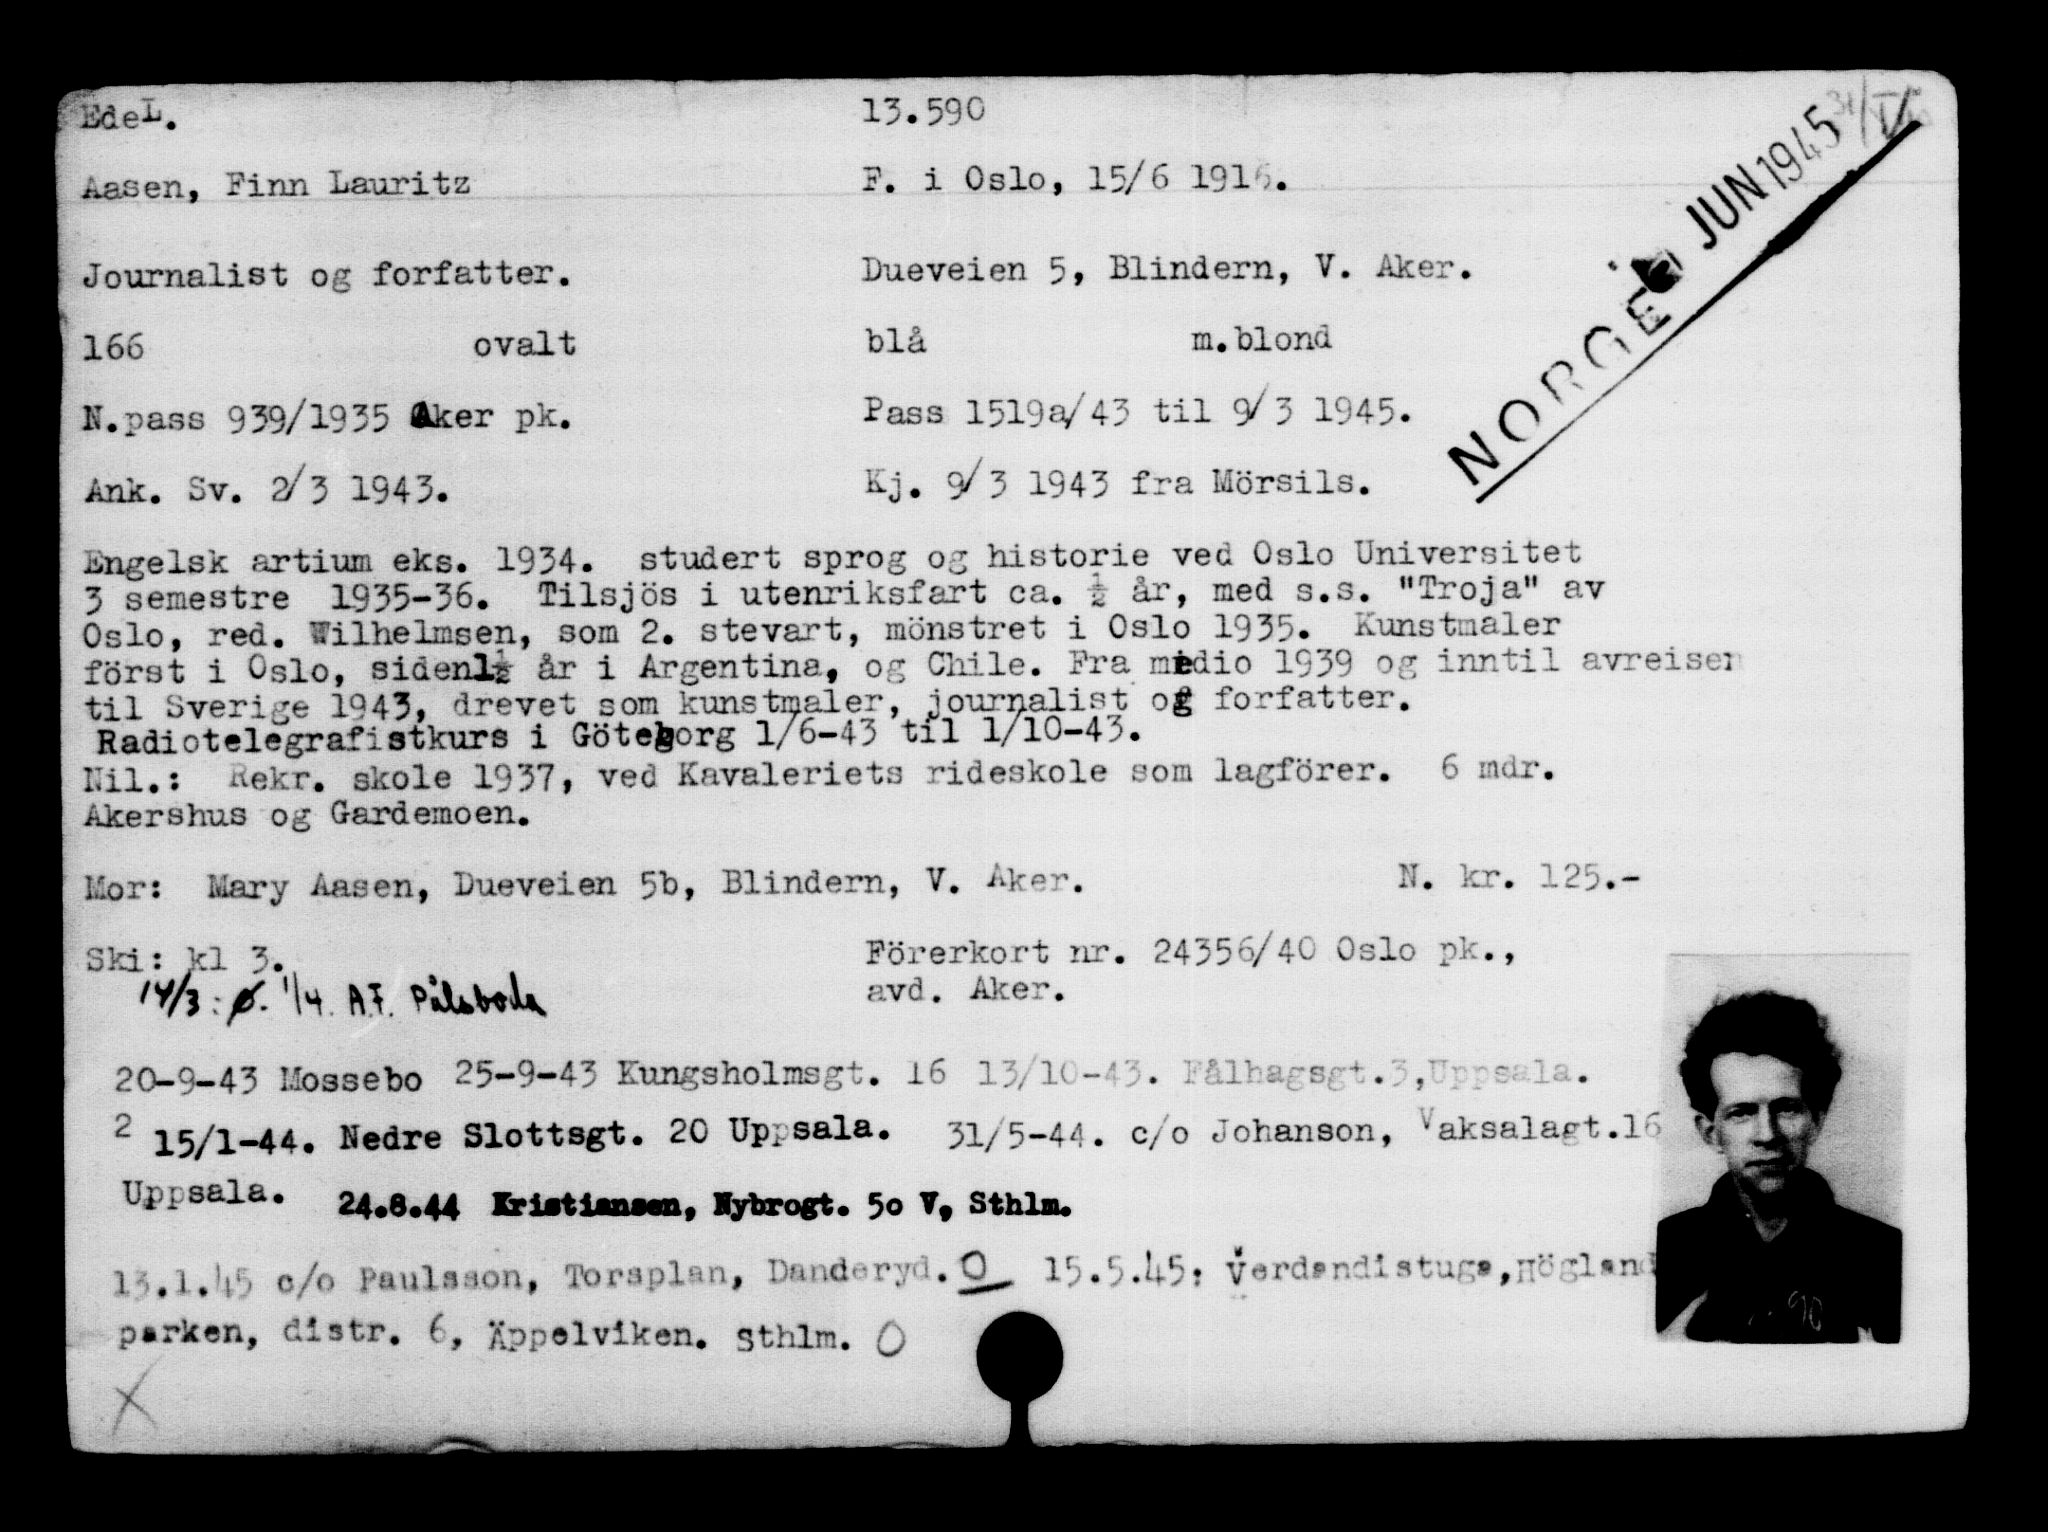 EdeL. 13.590
31/V
JUN 1945
NORGE
Aasen, Finn Lauritz F. i Oslo, 15/6 1916.
Journalist og forfatter. Dueveien 5, Blindern, V. Aker.
166 ovalt blå m.blond
N.pass 939/1935 Aker pk. Pass 1519a/43 til 9/3 1945.
Ank. Sv. 2/3 1943. Kj. 9/3 1943 fra Mörsils.
Engelsk artium eks. 1934. studert sprog og historie ved Oslo Universitet
3 semestre 1935-36. Tilsjös i utenriksfart ca. ½ år, med s.s. "Troja" av
Oslo, red. Wilhelmsen, som 2. stevart, mönstret i Oslo 1935. Kunstmaler
först i Oslo, siden1½ år i Argentina, og Chile. Fra medio 1939 og inntil avreisen
til Sverige 1943, drevet som kunstmaler, journalist og forfatter.
Radiotelegrafistkurs i Göteborg 1/6-43 til 1/10-43.
Mil.: Rekr. skole 1937, ved Kavaleriets rideskole som lagförer. 6 mdr.
Akershus og Gardemoen.
Mor: Mary Aasen, Dueveien 5b, Blindern, V. Aker. N. kr. 125.-
Ski: kl 3. Förerkort nr. 24356/40 Oslo pk.,
avd. Aker.
14/3: Ø. 1/4. A.F. Pålsboda
20-9-43 Mossebo 25-9-43 Kungsholmsgt. 16 13/10-43. Fålhagsgt.3,Uppsala.
2 15/1-44. Nedre Slottsgt. 20 Uppsala. 31/5-44. c/o Johanson, Vaksalagt.16
Uppsala. 24.8.44 Kristiansen, Nybrogt. 5o V, Sthlm.
13.1.45 c/o Paulsson, Torsplan, Danderyd. O 15.5.45: Verdandistuga,Högland
parken, distr. 6, Äppelviken. Sthlm. O
X